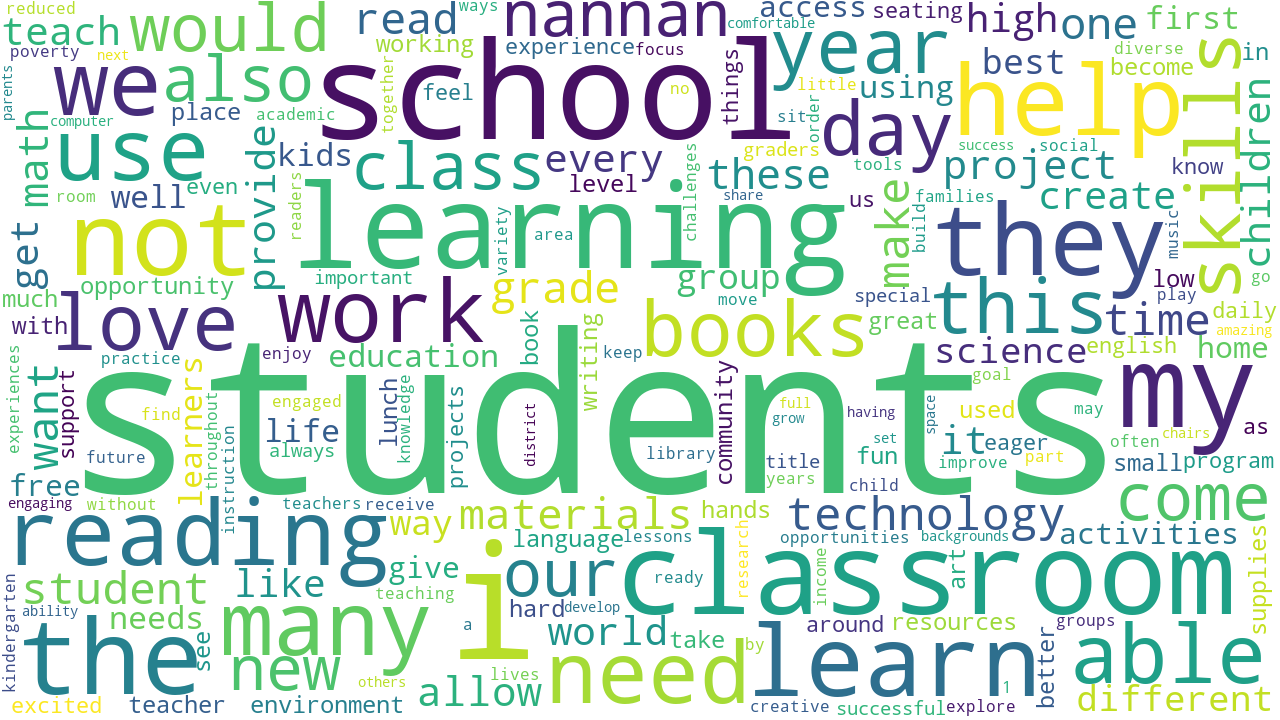 reduced
ways
nannan
access
seating
high
one
first
teach
would
read
comfortable
year
school
working
experience
focus
poverty
next
we
also
things
best
diverse
become
in
skills
parents
together
feel
no
little
using
help
computer
place
academic
sit
order
day
math
use
provide
kids
class
every
level
challenges
graders
these
tools
success
social
project
know
children
well
even
room
readers
learning
share
us
make
families
create
not
variety
area
build
they
music
get
important
group
move
opportunity
much
love
with
work
grade
books
special
great
this
low
play
go
time
daily
amazing
practice
enjoy
education
book
writing
keep
science
english
home
experiences
want
support
learners
throughout
find
engaged
students
lunch
knowledge
projects
district
community
full
grow
having
space
goal
used
may
my
as
life
always
library
title
set
fun
it
eager
often
chairs
future
instruction
years
child
improve
part
small
program
free
engaging
without
teachers
receive
come
reading
way
materials
hands
technology
activities
language
lessons
research
opportunities
backgrounds
art
supplies
student
like
give
i
our
ready
classroom
kindergarten
teaching
hard
develop
income
ability
needs
many
a
world
take
by
around
resources
groups
the
see
new
need
learn
better
able
lives
others
allow
1
different
excited
teacher
environment
creative
successful
explore